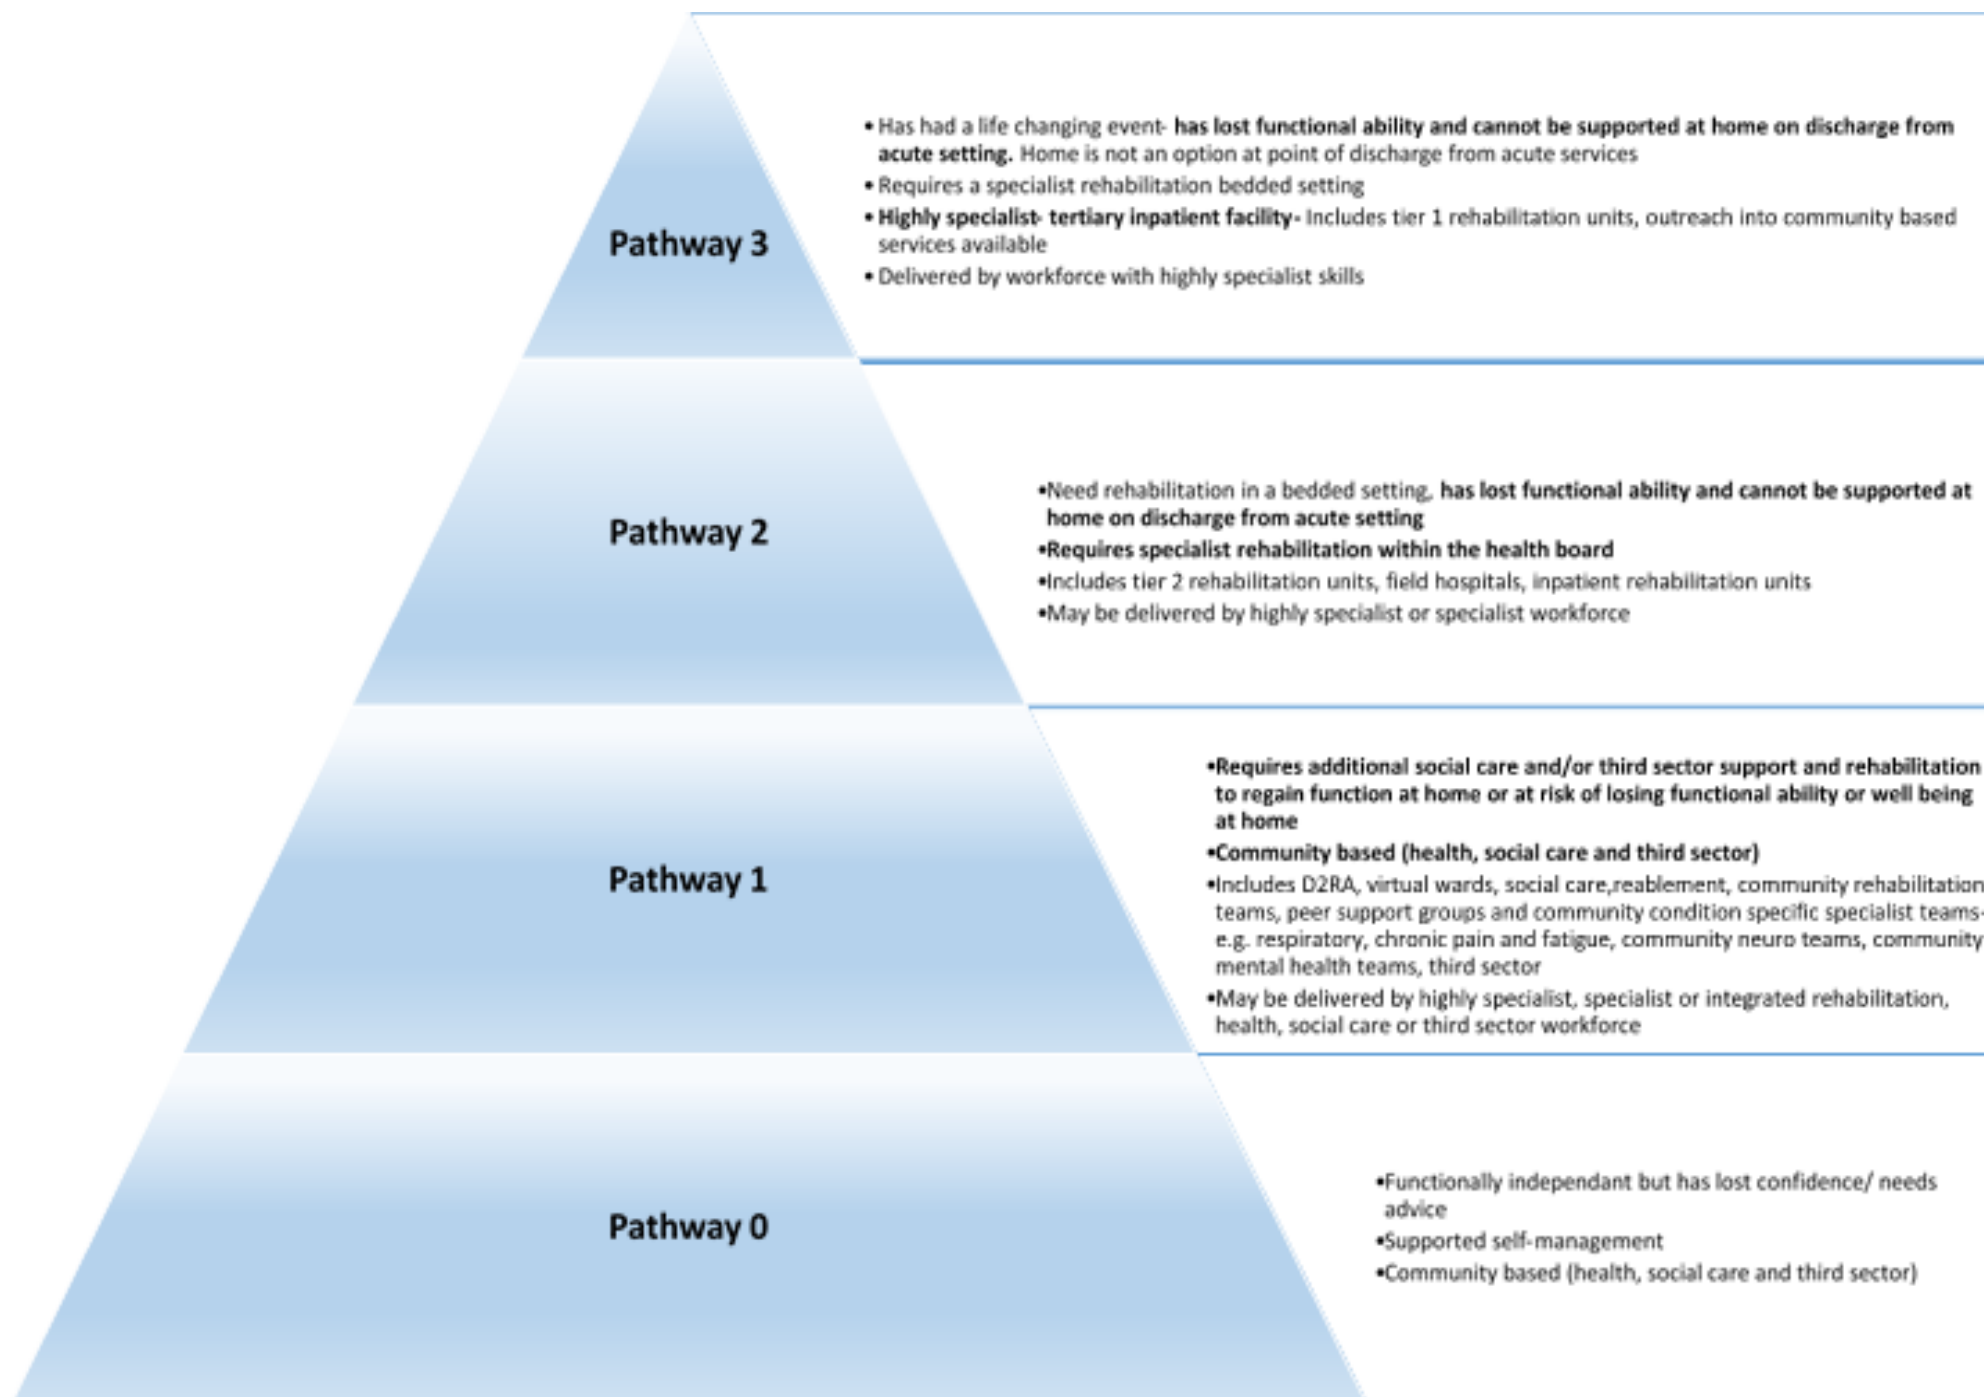 Pathway 3
• Has had a life changing event- has lost functional ability and cannot be supported at home on discharge from
acute setting. Home is not an option at point of discharge from acute services
• Requires a specialist rehabilitation bedded setting
• Highly specialist- tertiary inpatient facility- Includes tier 1 rehabilitation units, outreach into community based
services available
• Delivered by workforce with highly specialist skills
Pathway 2
•Need rehabilitation in a bedded setting, has lost functional ability and cannot be supported at
home on discharge from acute setting
•Requires specialist rehabilitation within the health board
•Includes tier 2 rehabilitation units, field hospitals, inpatient rehabilitation units
•May be delivered by highly specialist or specialist workforce
Pathway 1
•Requires additional social care and/or third sector support and rehabilitation
to regain function at home or at risk of losing functional ability or well being
at home
•Community based (health, social care and third sector)
•Includes D2RA, virtual wards, social care,reablement, community rehabilitation
teams, peer support groups and community condition specific specialist teams-
e.g. respiratory, chronic pain and fatigue, community neuro teams, community
mental health teams, third sector
•May be delivered by highly specialist, specialist or integrated rehabilitation,
health, social care or third sector workforce
Pathway 0
•Functionally independant but has lost confidence/ needs
advice
•Supported self-management
•Community based (health, social care and third sector)